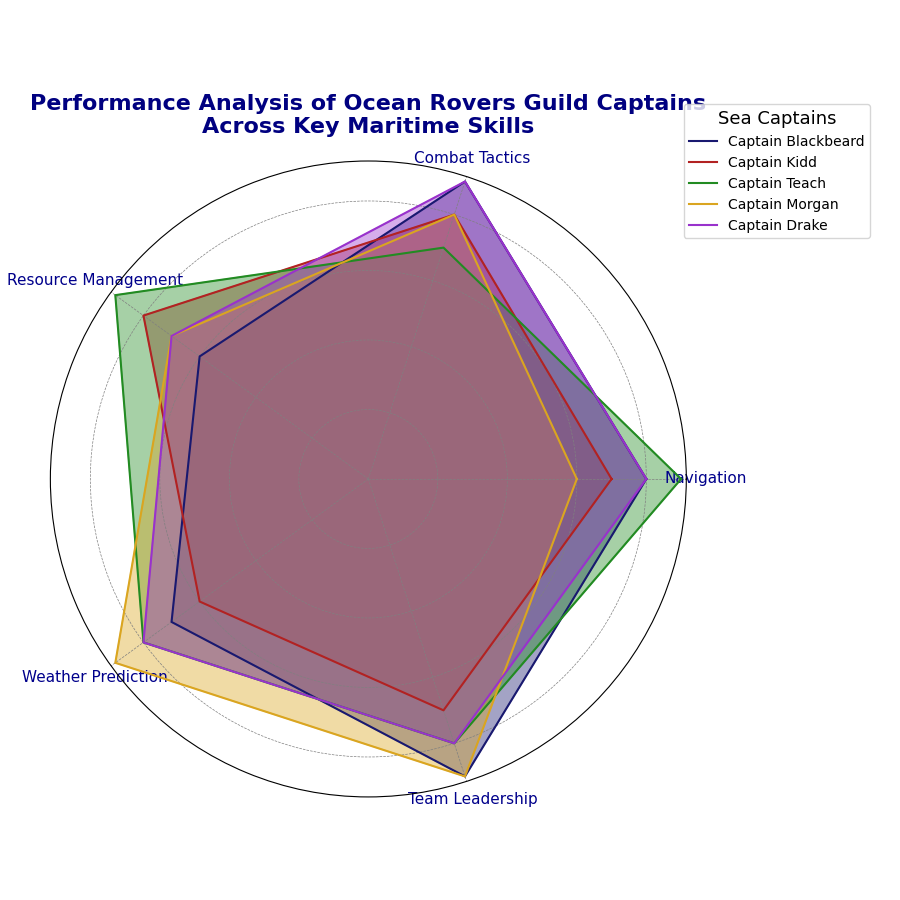 Performance Analysis of Ocean Rovers Guild Captains
Across Key Maritime Skills
Sea Captains
Captain Blackbeard
Captain Kidd
Captain Teach
Captain Morgan
Captain Drake
Combat Tactics
Resource Management
Navigation
Weather Prediction
Team Leadership